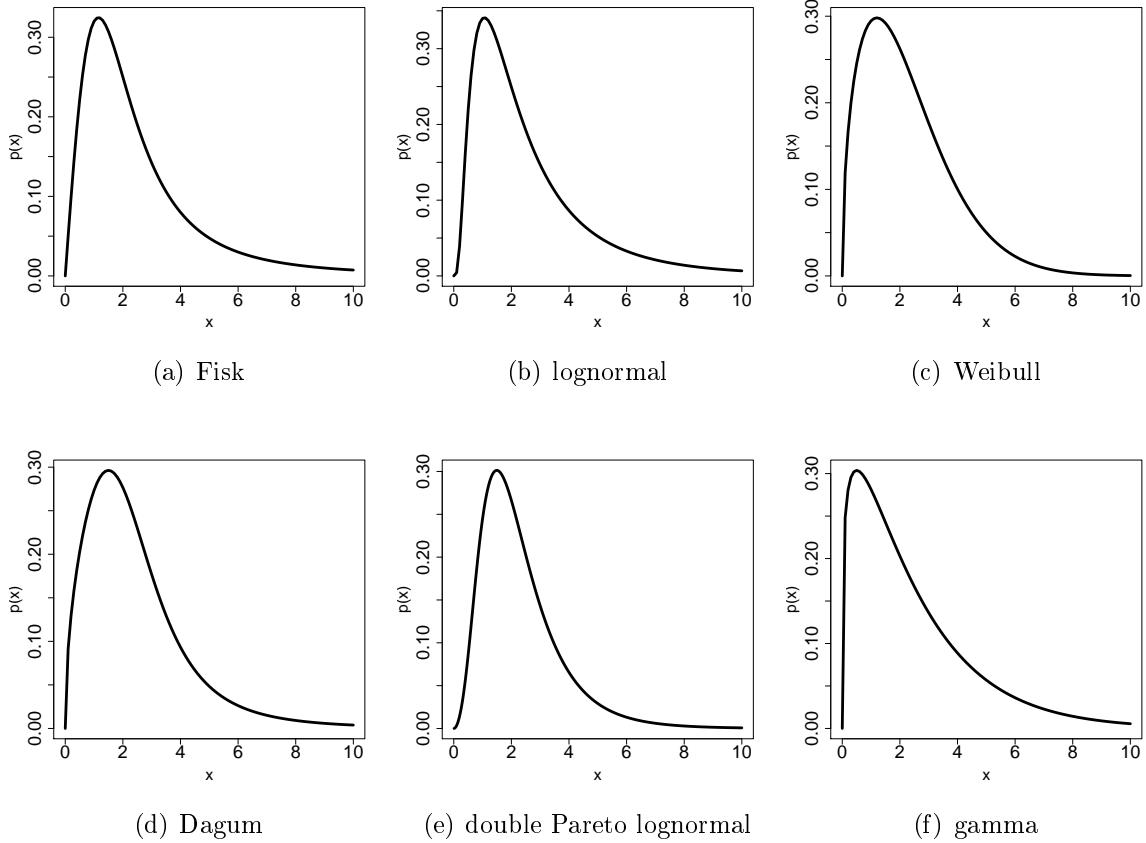 p(x)
0.00 0.10 0.20 0.30
0 2 4 6 8 10
x
(a) Fisk
p(x)
0.00 0.10 0.20 0.30
0 2 4 6 8 10
x
(b) lognormal
p(x)
0.00 0.10 0.20 0.30
0 2 4 6 8 10
x
(c) Weibull
p(x)
0.00 0.10 0.20 0.30
0 2 4 6 8 10
x
(d) Dagum
p(x)
0.00 0.10 0.20 0.30
0 2 4 6 8 10
x
(e) double Pareto lognormal
p(x)
0.00 0.10 0.20 0.30
0 2 4 6 8 10
x
(f) gamma